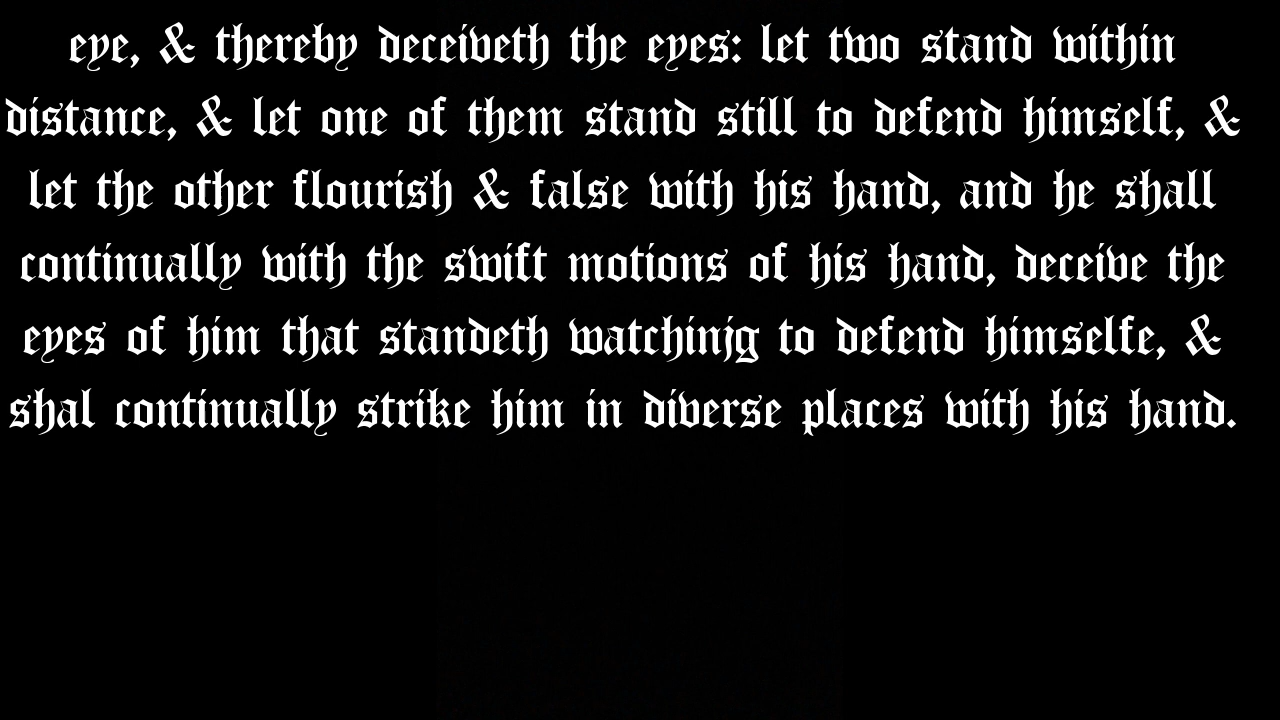 eye, & thereby deceiveth the eyes: let two stand within
distance, & let one of them stand still to defend himself, &
let the other flourish & false with his hand, and he shall
continually with the swift motions of his hand, deceive the
eyes of him that standeth watchinjg to defend himselfe, &
shal continually strike him in diverse places with his hand.